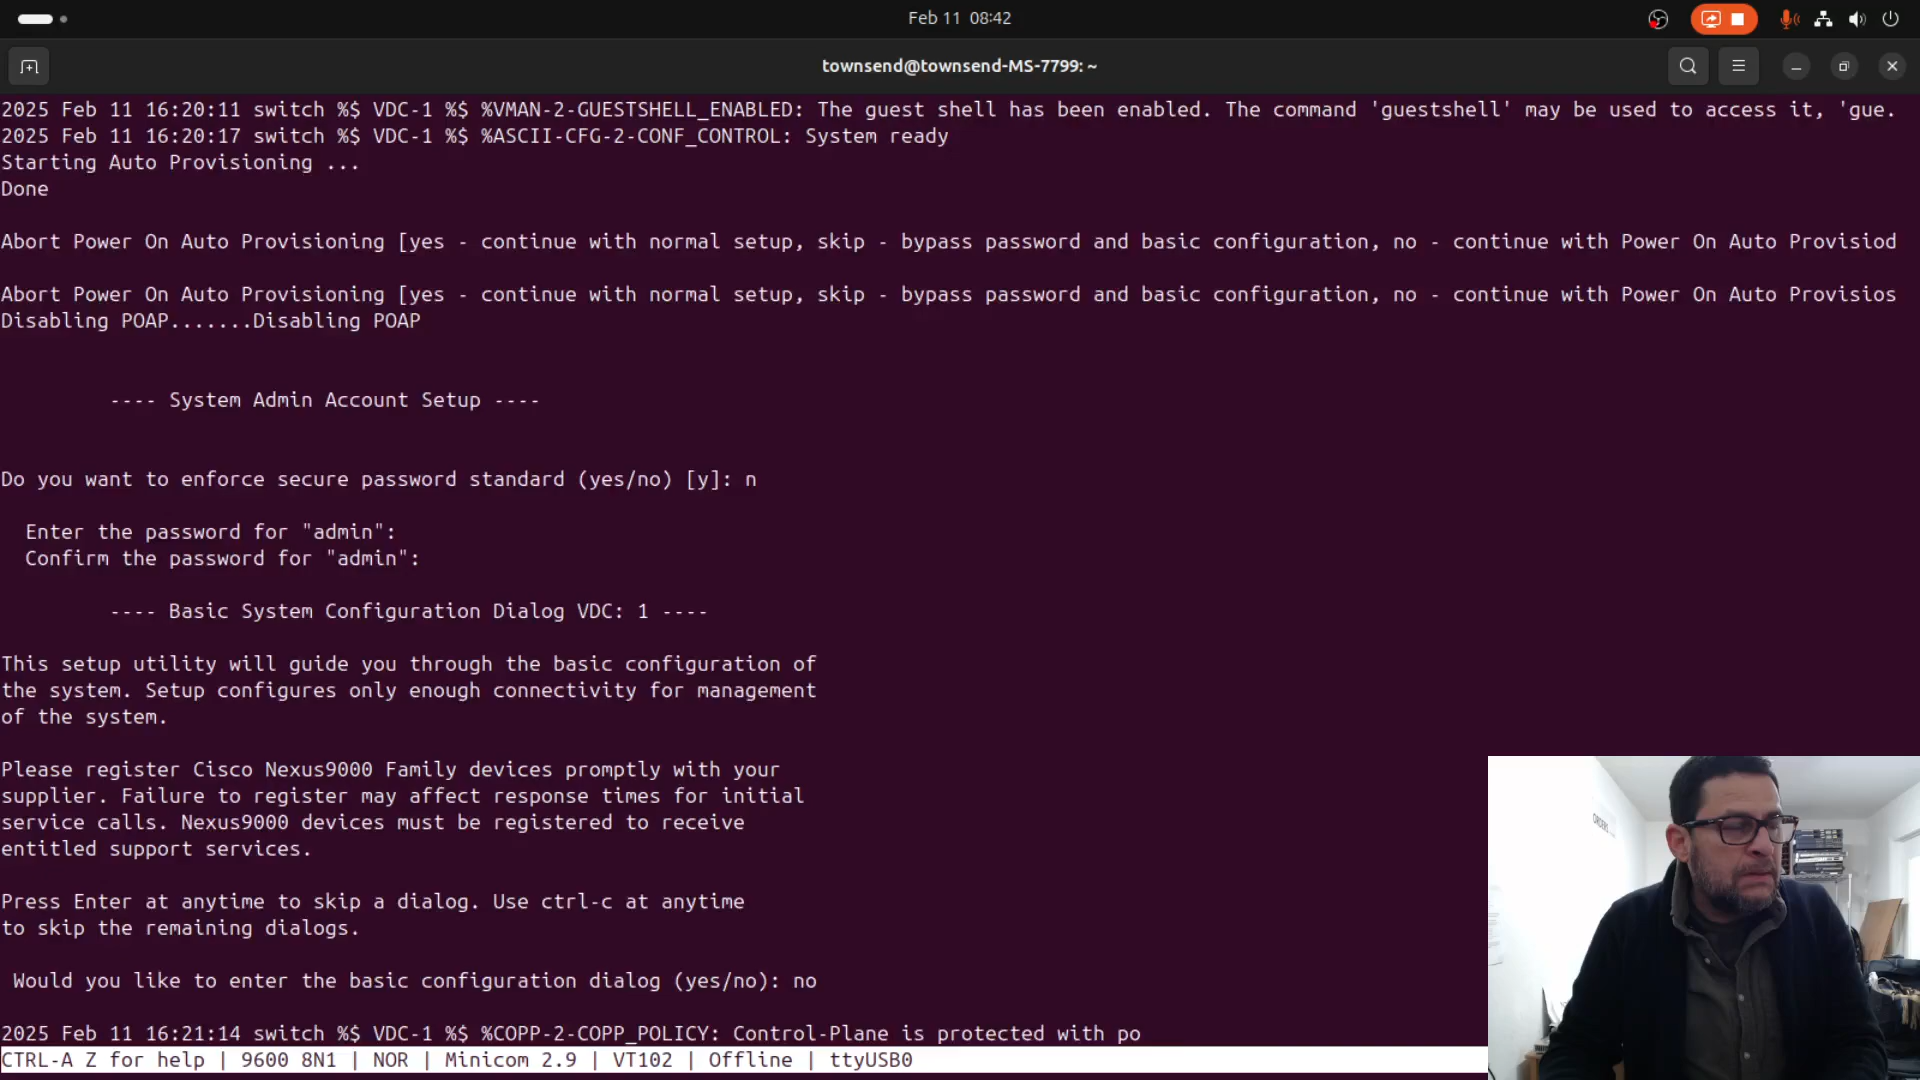 Feb 11 08:42
townsend@townsend-MS-7799: ~
2025 Feb 11 16:20:11 switch %$ VDC-1 %$ %VMAN-2-GUESTSHELL_ENABLED: The guest shell has been enabled. The command 'guestshell' may be used to access it, 'gue.
2025 Feb 11 16:20:17 switch %$ VDC-1 %$ %ASCII-CFG-2-CONF_CONTROL: System ready
Starting Auto Provisioning ...
Done
Abort Power On Auto Provisioning [yes - continue with normal setup, skip - bypass password and basic configuration, no - continue with Power On Auto Provisiod
Abort Power On Auto Provisioning [yes - continue with normal setup, skip - bypass password and basic configuration, no - continue with Power On Auto Provisios
Disabling POAP.......Disabling POAP
---- System Admin Account Setup ----
Do you want to enforce secure password standard (yes/no) [y]: n
Enter the password for "admin":
Confirm the password for "admin":
---- Basic System Configuration Dialog VDC: 1 ----
This setup utility will guide you through the basic configuration of
the system. Setup configures only enough connectivity for management
of the system.
Please register Cisco Nexus9000 Family devices promptly with your
supplier. Failure to register may affect response times for initial
service calls. Nexus9000 devices must be registered to receive
entitled support services.
Press Enter at anytime to skip a dialog. Use ctrl-c at anytime
to skip the remaining dialogs.
Would you like to enter the basic configuration dialog (yes/no): no
2025 Feb 11 16:21:14 switch %$ VDC-1 %$ %COPP-2-COPP_POLICY: Control-Plane is protected with po
CTRL-A Z for help | 9600 8N1 | NOR | Minicom 2.9 | VT102 | Offline | ttyUSB0